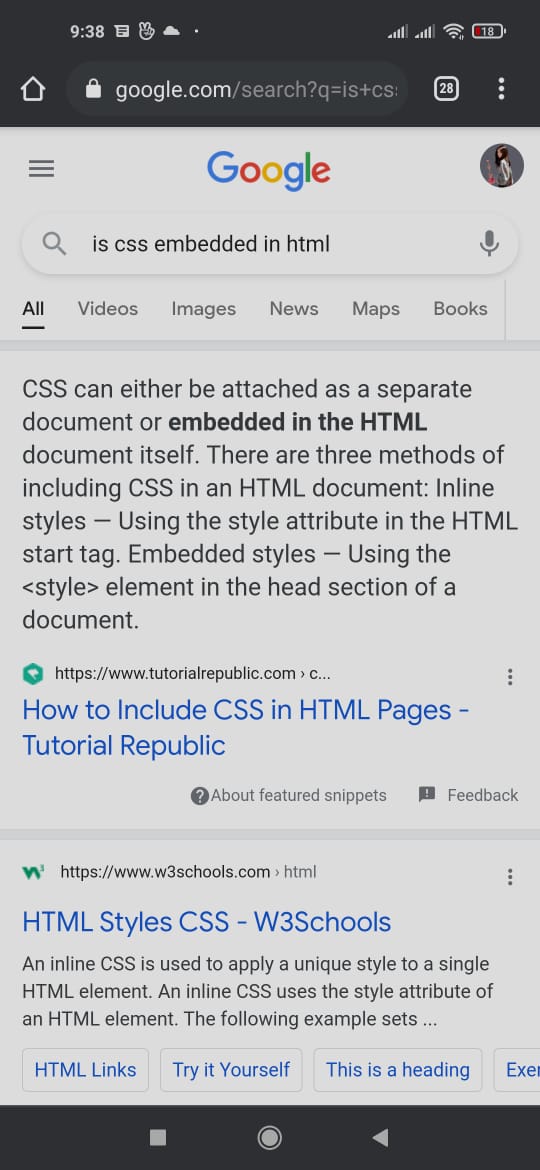 9:38
18
google.com/search?q=is+cs
28
Google
is css embedded in html
All Videos Images News Maps Books
CSS can either be attached as a separate
document or embedded in the HTML
document itself. There are three methods of
including CSS in an HTML document: Inline
styles — Using the style attribute in the HTML
start tag. Embedded styles — Using the
<style> element in the head section of a
document.
https://www.tutorialrepublic.com › c...
How to Include CSS in HTML Pages -
Tutorial Republic
About featured snippets Feedback
https://www.w3schools.com › html
HTML Styles CSS - W3Schools
An inline CSS is used to apply a unique style to a single
HTML element. An inline CSS uses the style attribute of
an HTML element. The following example sets ...
HTML Links Try it Yourself This is a heading Exer